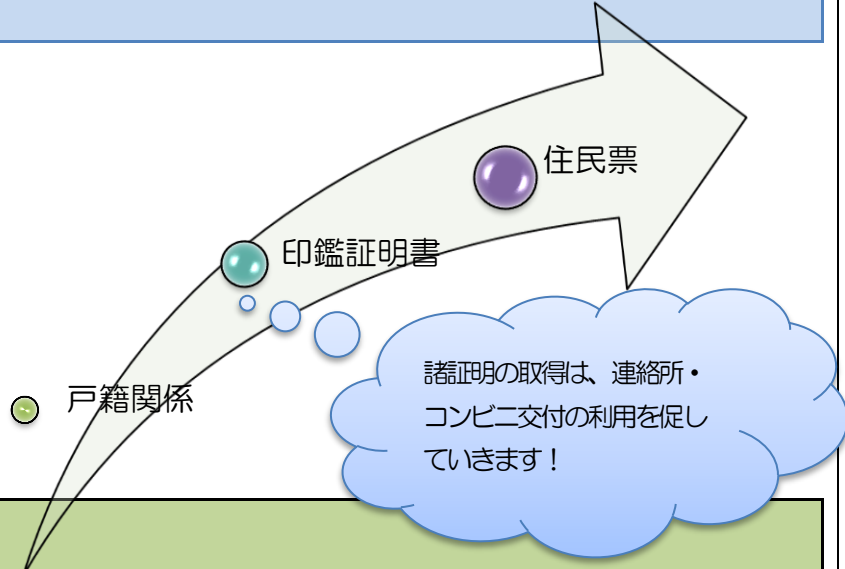 住民票
印鑑証明書
戸籍関係
諸証明の取得は、連絡所・
コンビニ交付の利用を促し
ていきます！